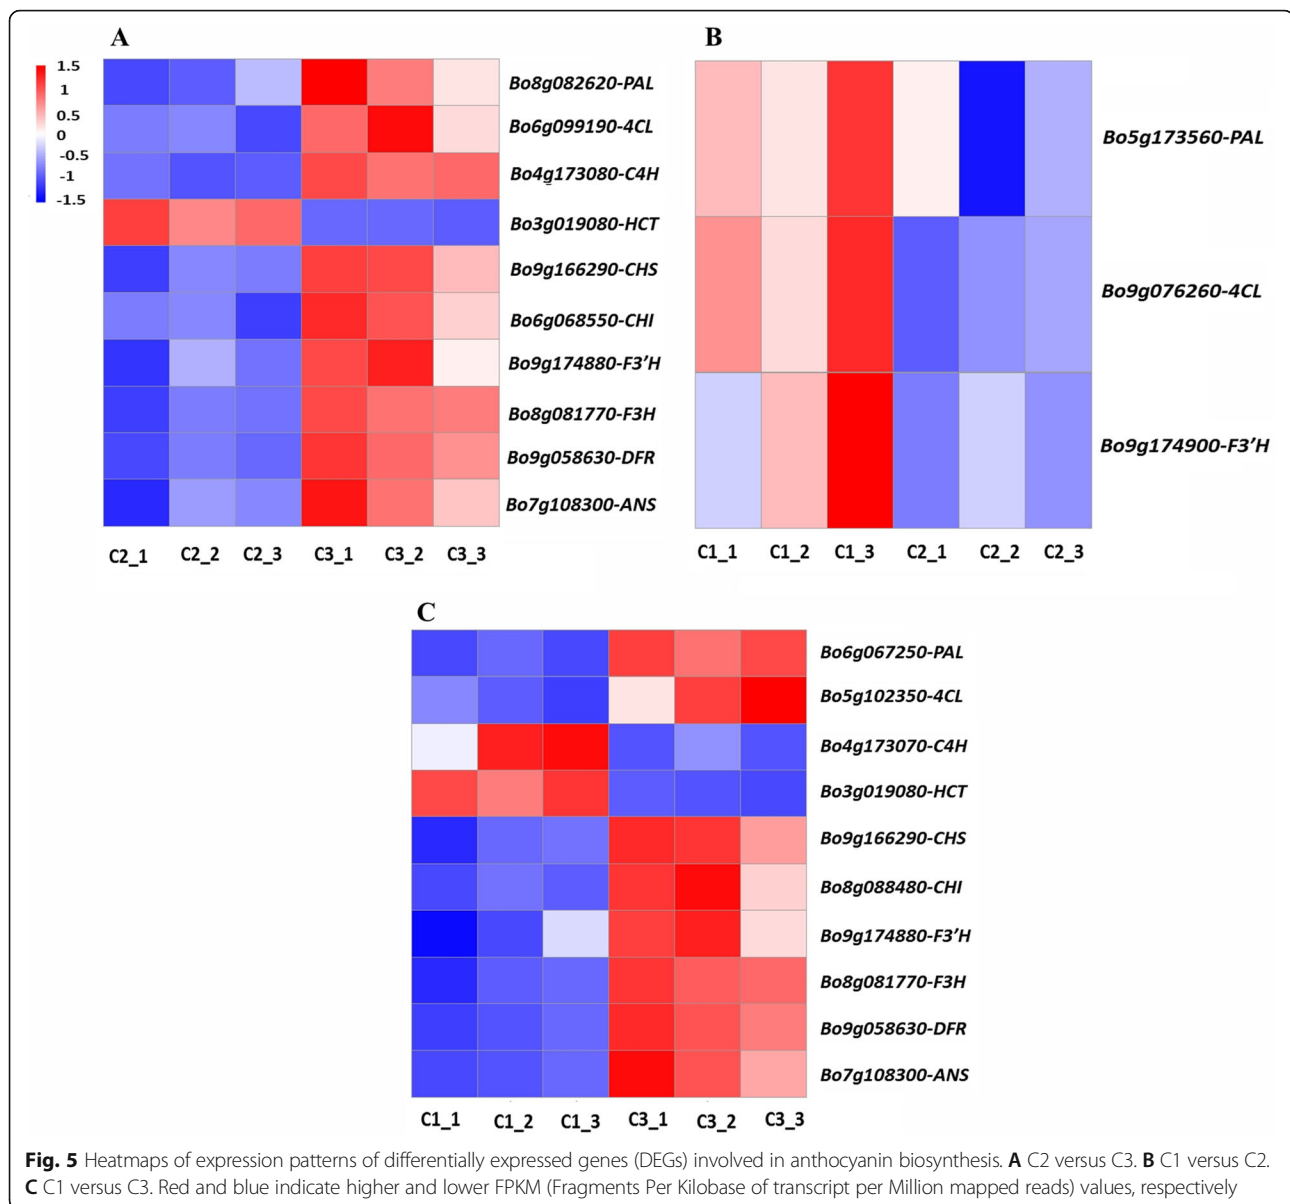 A
1.5
1
0.5
0
-0.5
-1
-1.5
Bo8g082620-PAL
Bo6g099190-4CL
Bo4g173080-C4H
Bo3g019080-HCT
Bo9g166290-CHS
Bo6g068550-CHI
Bo9g174880-F3’H
Bo8g081770-F3H
Bo9g058630-DFR
Bo7g108300-ANS
C2_1 C2_2 C2_3 C3_1 C3_2 C3_3
B
Bo5g173560-PAL
Bo9g076260-4CL
Bo9g174900-F3’H
C1_1 C1_2 C1_3 C2_1 C2_2 C2_3
C
Bo6g067250-PAL
Bo5g102350-4CL
Bo4g173070-C4H
Bo3g019080-HCT
Bo9g166290-CHS
Bo8g088480-CHI
Bo9g174880-F3’H
Bo8g081770-F3H
Bo9g058630-DFR
Bo7g108300-ANS
C1_1 C1_2 C1_3 C3_1 C3_2 C3_3
Fig. 5 Heatmaps of expression patterns of differentially expressed genes (DEGs) involved in anthocyanin biosynthesis. A C2 versus C3. B C1 versus C2.
C C1 versus C3. Red and blue indicate higher and lower FPKM (Fragments Per Kilobase of transcript per Million mapped reads) values, respectively